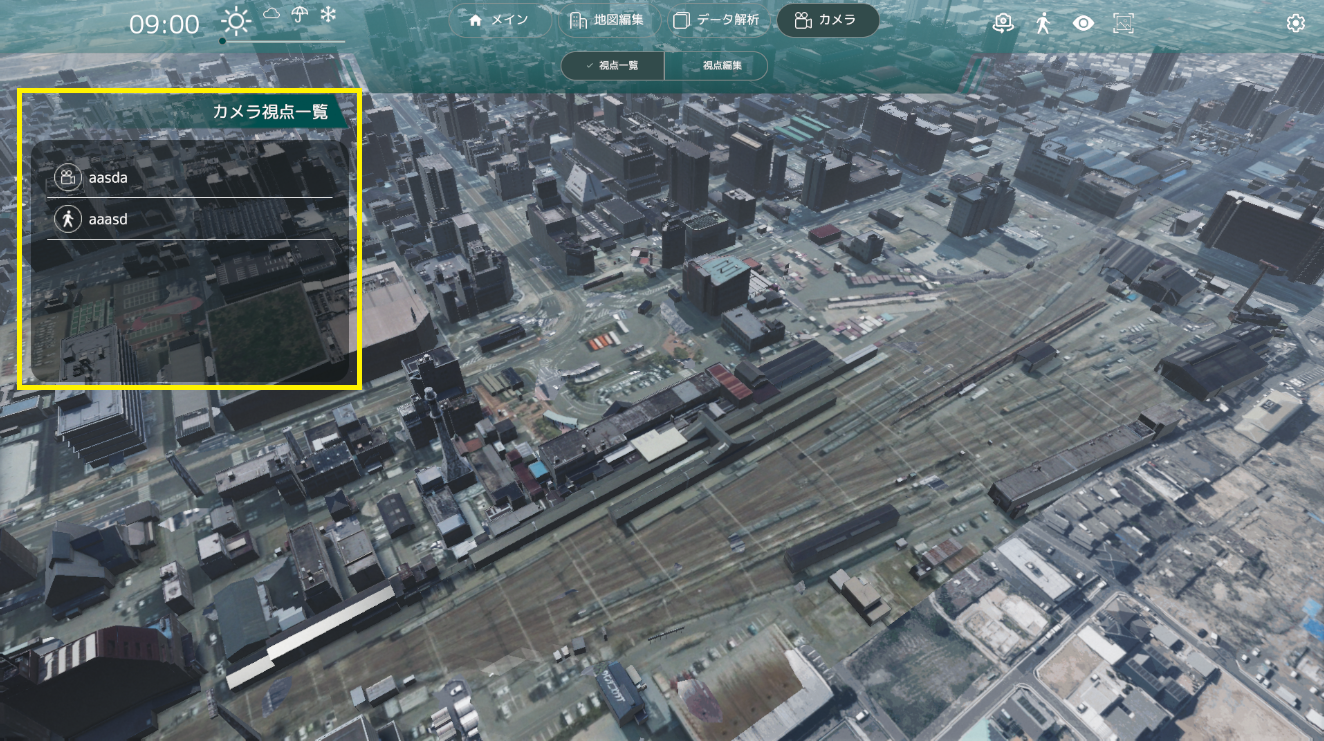 09:00
メイン
地図編集
データ解析
カメラ
視点一覧
視点編集
カメラ視点一覧
aasda
aaasd